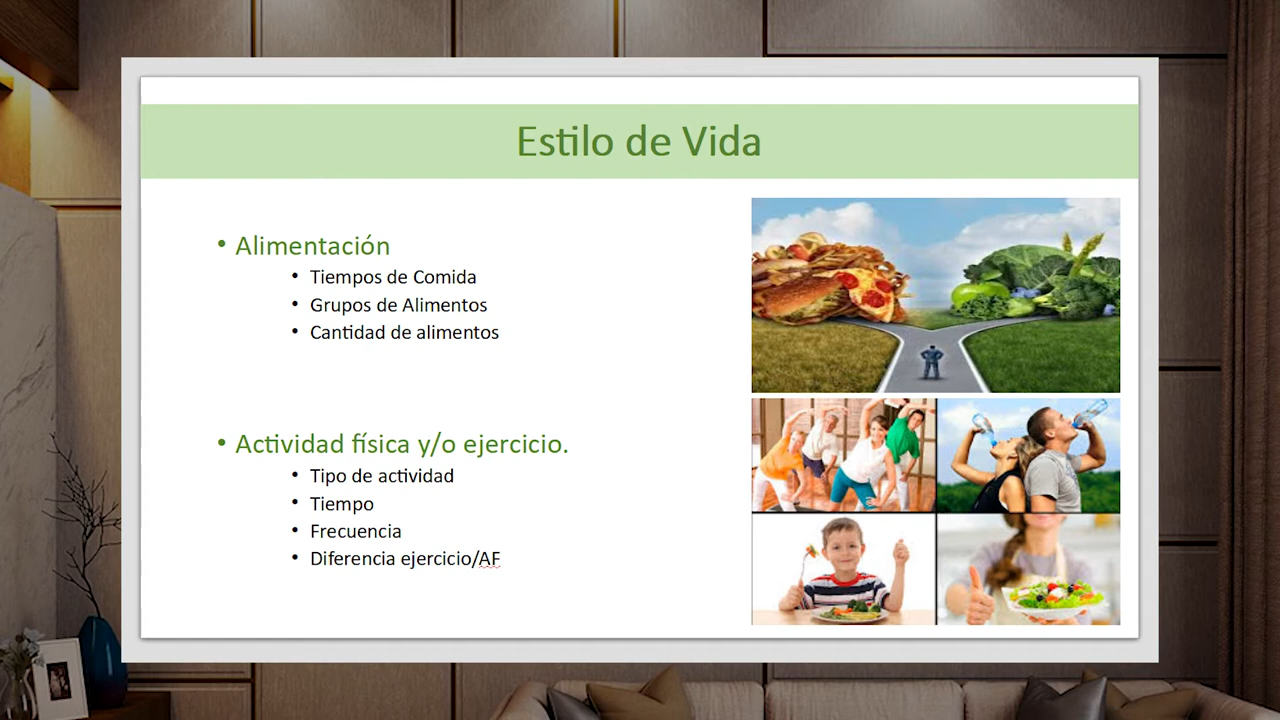 Estilo de Vida
• Alimentación
• Tiempos de Comida
• Grupos de Alimentos
• Cantidad de alimentos
• Actividad física y/o ejercicio.
• Tipo de actividad
• Tiempo
• Frecuencia
• Diferencia ejercicio/AF